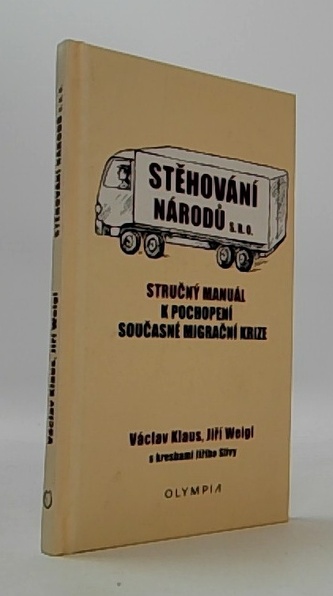 STĚHOVÁNÍ
NÁRODŮ s. r. o.
STRUČNÝ MANUÁL
K POCHOPENÍ
SOUČASNÉ MIGRAČNÍ KRIZE
Václav Klaus, Jiří Weigl
s kresbami Jiřího Slívy
OLYMPIA
STĚHOVÁNÍ NÁRODŮ s. r. o.
Václav Klaus, Jiří Weigl